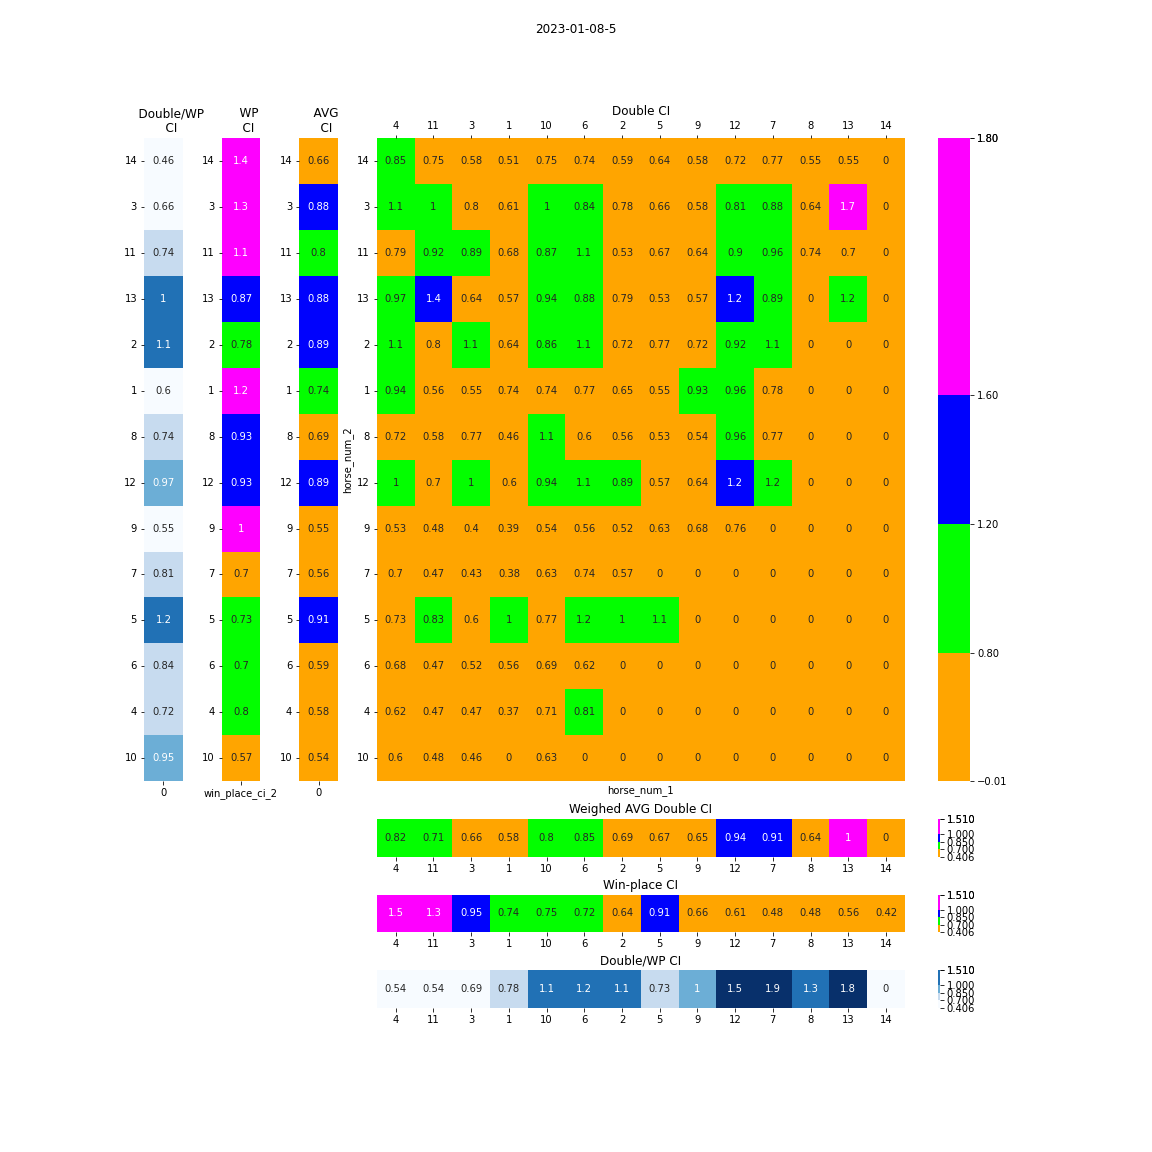 2023-01-08-5
Double/WP CI
WP CI
AVG CI
Double CI
4 11 3 1 10 6 2 5 9 12 7 8 13 14
14 0.46 14 1.4 14 0.66 14 0.85 0.75 0.58 0.51 0.75 0.74 0.59 0.64 0.58 0.72 0.77 0.55 0.55 0
3 0.66 3 1.3 3 0.88 3 1.1 1 0.8 0.61 1 0.84 0.78 0.66 0.58 0.81 0.88 0.64 1.7 0
11 0.74 11 1.1 11 0.8 11 0.79 0.92 0.89 0.68 0.87 1.1 0.53 0.67 0.64 0.9 0.96 0.74 0.7 0
13 1 13 0.87 13 0.88 13 0.97 1.4 0.64 0.57 0.94 0.88 0.79 0.53 0.57 1.2 0.89 0 1.2 0
2 1.1 2 0.78 2 0.89 2 1.1 0.8 1.1 0.64 0.86 1.1 0.72 0.77 0.72 0.92 1.1 0 0 0
1 0.6 1 1.2 1 0.74 1 0.94 0.56 0.55 0.74 0.74 0.77 0.65 0.55 0.93 0.96 0.78 0 0 0
8 0.74 8 0.93 8 0.69 8 0.72 0.58 0.77 0.46 1.1 0.6 0.56 0.53 0.54 0.96 0.77 0 0 0
horse_num_2
12 0.97 12 0.93 12 0.89 12 1 0.7 1 0.6 0.94 1.1 0.89 0.57 0.64 1.2 1.2 0 0 0
9 0.55 9 1 9 0.55 9 0.53 0.48 0.4 0.39 0.54 0.56 0.52 0.63 0.68 0.76 0 0 0 0
7 0.81 7 0.7 7 0.56 7 0.7 0.47 0.43 0.38 0.63 0.74 0.57 0 0 0 0 0 0 0
5 1.2 5 0.73 5 0.91 5 0.73 0.83 0.6 1 0.77 1.2 1 1.1 0 0 0 0 0 0
6 0.84 6 0.7 6 0.59 6 0.68 0.47 0.52 0.56 0.69 0.62 0 0 0 0 0 0 0 0
4 0.72 4 0.8 4 0.58 4 0.62 0.47 0.47 0.37 0.71 0.81 0 0 0 0 0 0 0 0
10 0.95 10 0.57 10 0.54 10 0.6 0.48 0.46 0 0.63 0 0 0 0 0 0 0 0 0
0 win_place_ci_2 0 horse_num_1
1.80
1.60
1.20
0.80
−0.01
Weighed AVG Double CI
0.82 0.71 0.66 0.58 0.8 0.85 0.69 0.67 0.65 0.94 0.91 0.64 1 0
4 11 3 1 10 6 2 5 9 12 7 8 13 14
1.510
1.000
0.850
0.700
0.406
Win-place CI
1.5 1.3 0.95 0.74 0.75 0.72 0.64 0.91 0.66 0.61 0.48 0.48 0.56 0.42
4 11 3 1 10 6 2 5 9 12 7 8 13 14
1.510
1.000
0.850
0.700
0.406
Double/WP CI
0.54 0.54 0.69 0.78 1.1 1.2 1.1 0.73 1 1.5 1.9 1.3 1.8 0
4 11 3 1 10 6 2 5 9 12 7 8 13 14
1.510
1.000
0.850
0.700
0.406